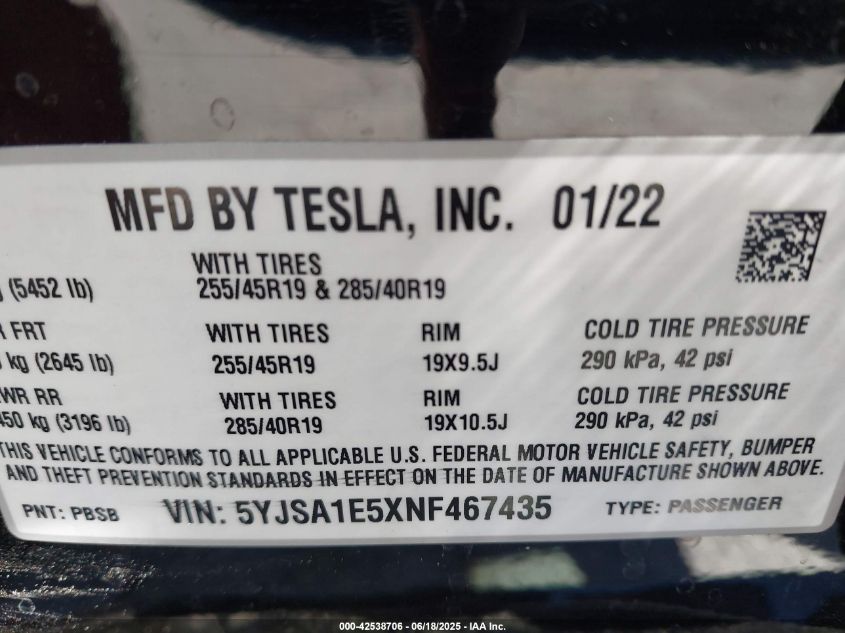 MFD BY TESLA, INC. 01/22
WITH TIRES
(5452 lb) 255/45R19 & 285/40R19
FRT WITH TIRES RIM COLD TIRE PRESSURE
kg (2645 lb) 255/45R19 19X9.5J 290 kPa, 42 psi
WR RR WITH TIRES RIM COLD TIRE PRESSURE
450 kg (3196 lb) 285/40R19 19X10.5J 290 kPa, 42 psi
THIS VEHICLE CONFORMS TO ALL APPLICABLE U.S. FEDERAL MOTOR VEHICLE SAFETY, BUMPER
AND THEFT PREVENTION STANDARDS IN EFFECT ON THE DATE OF MANUFACTURE SHOWN ABOVE.
PNT: PBSB VIN: 5YJSA1E5XNF467435 TYPE: PASSENGER
000-42538706 - 06/18/2025 - IAA Inc.